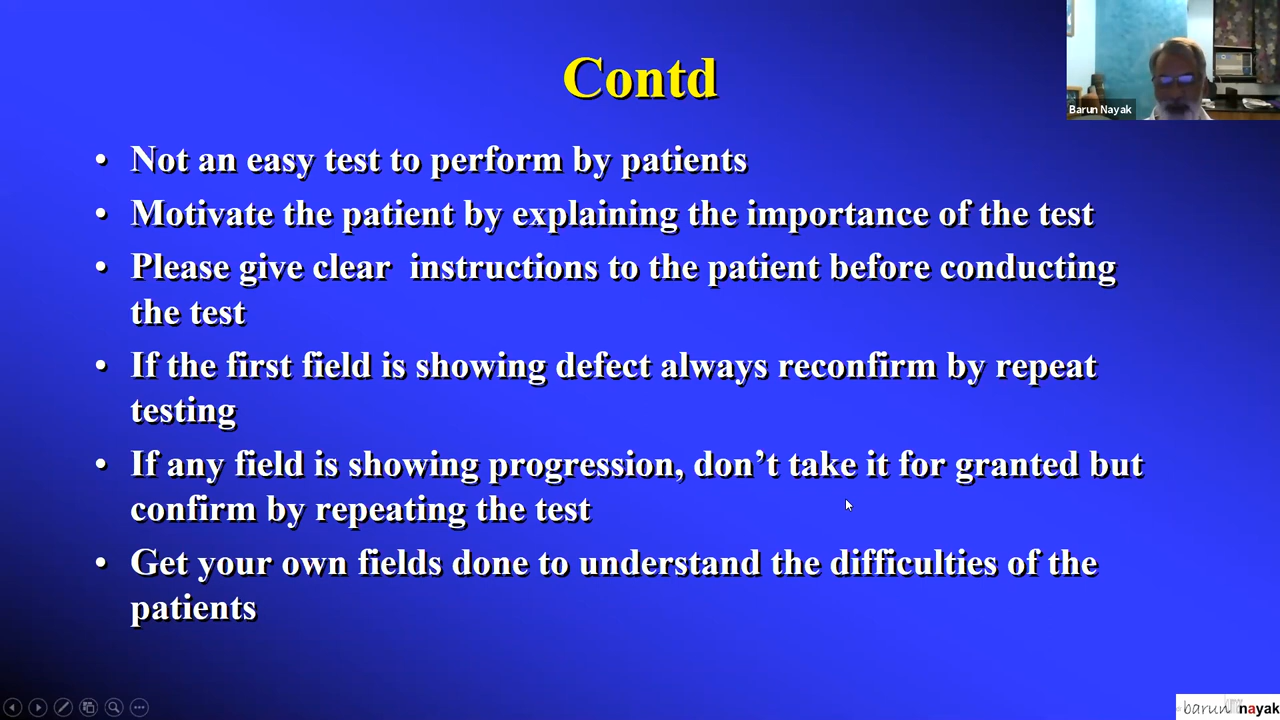 Contd
Barun Nayak
• Not an easy test to perform by patients
• Motivate the patient by explaining the importance of the test
• Please give clear  instructions to the patient before conducting
the test
• If the first field is showing defect always reconfirm by repeat
testing
• If any field is showing progression, don’t take it for granted but
confirm by repeating the test
• Get your own fields done to understand the difficulties of the
patients
barun nayak